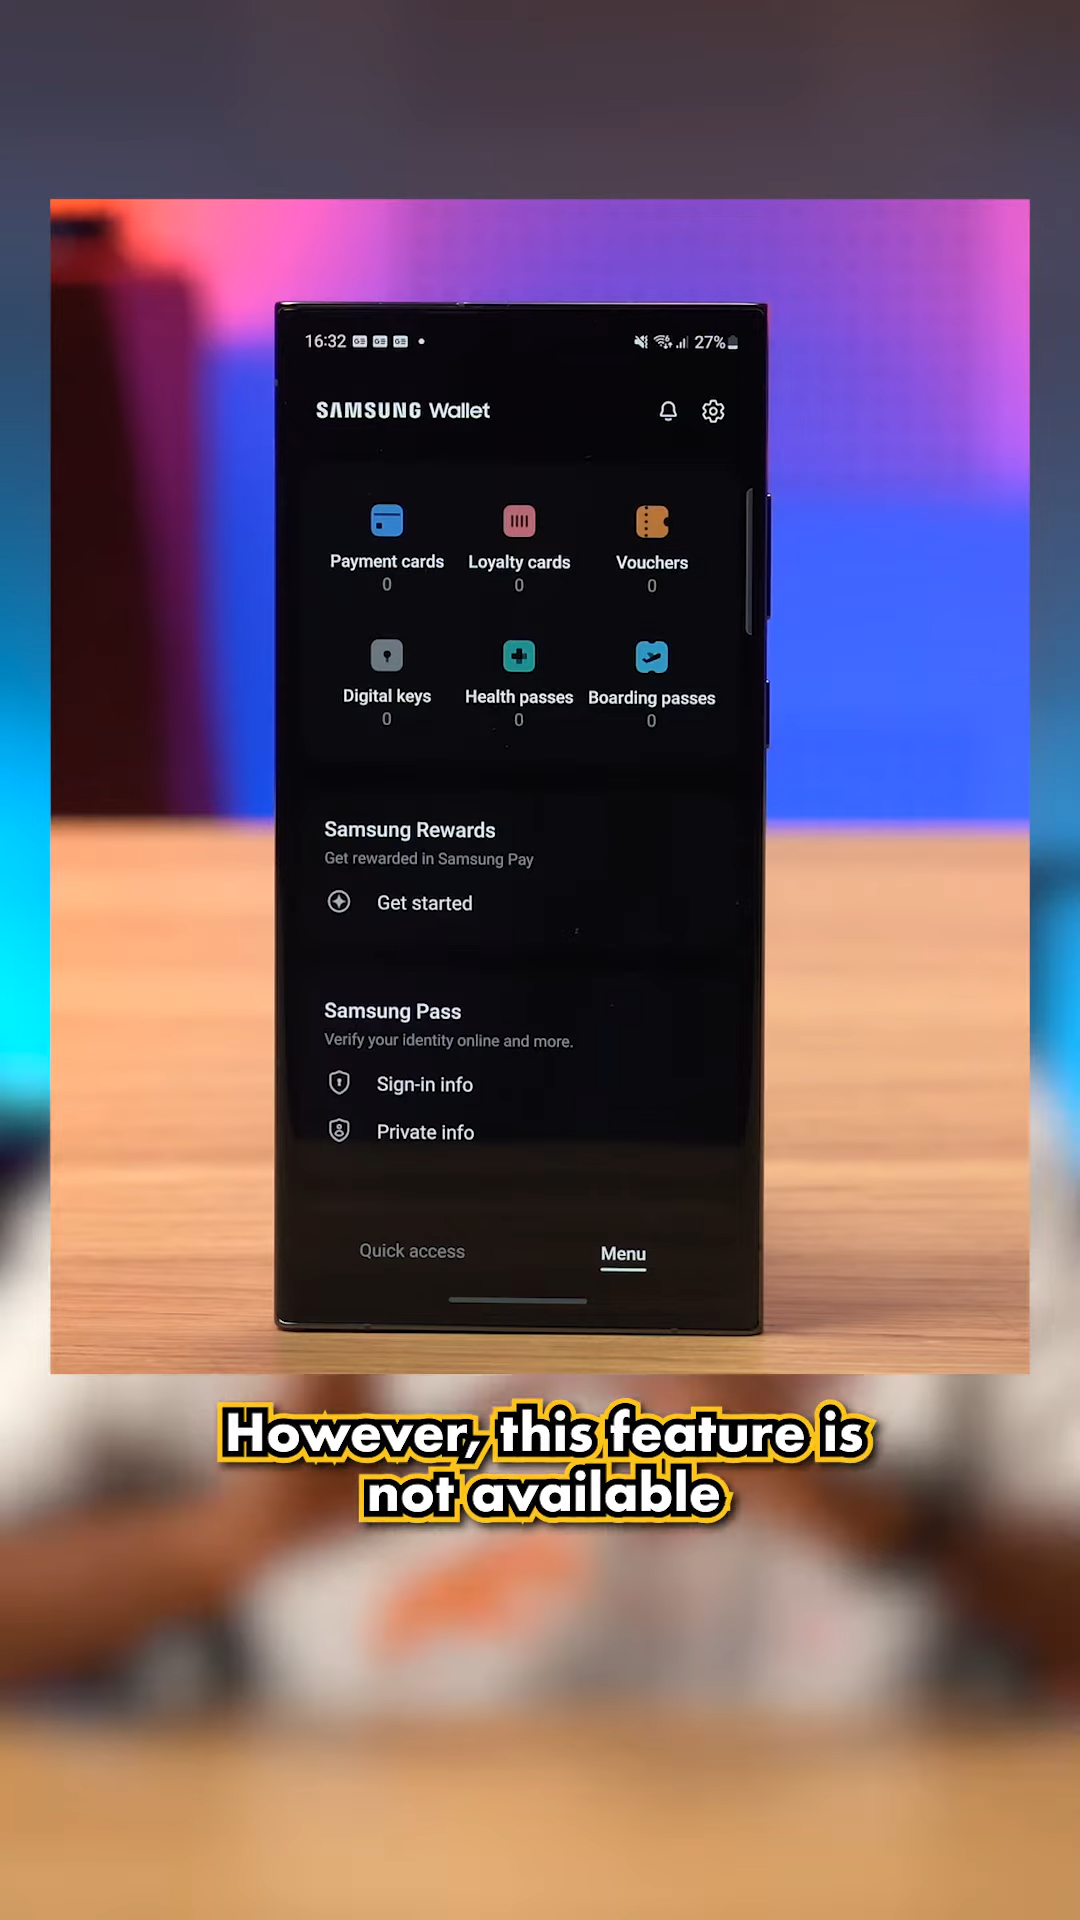 16:32
27%
SAMSUNG Wallet
Payment cards
0
Loyalty cards
0
Vouchers
0
Digital keys
0
Health passes
0
Boarding passes
0
Samsung Rewards
Get rewarded in Samsung Pay
Get started
Samsung Pass
Verify your identity online and more.
Sign-in info
Private info
Quick access
Menu
However, this feature is
not available